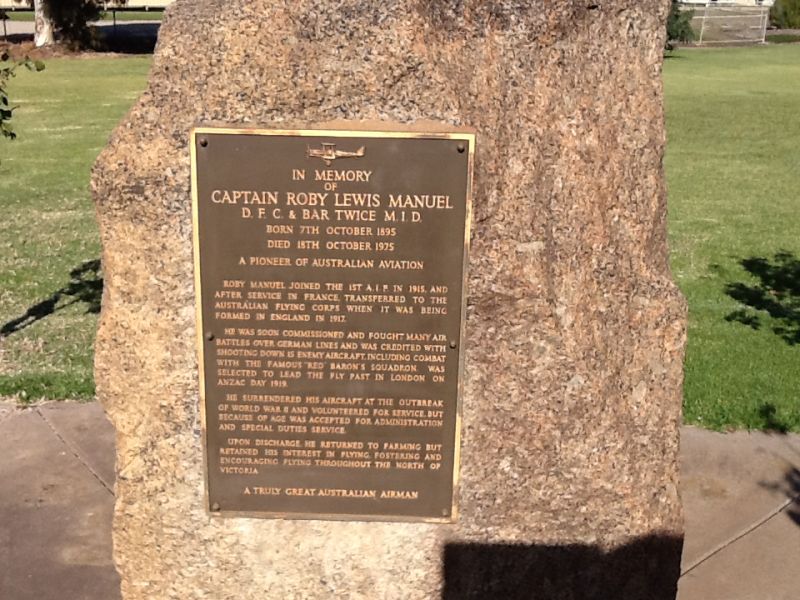 IN MEMORY
OF
CAPTAIN ROBY LEWIS MANUEL
D. F. C. & BAR TWICE M.I.D.
BORN 7TH OCTOBER 1895
DIED 18TH OCTOBER 1975
A PIONEER OF AUSTRALIAN AVIATION
ROBY MANUEL JOINED THE 1ST A.I.F. IN 1915, AND
AFTER SERVICE IN FRANCE, TRANSFERRED TO THE
AUSTRALIAN FLYING CORPS WHEN IT WAS BEING
FORMED IN ENGLAND IN 1917.
HE WAS SOON COMMISSIONED AND FOUGHT MANY AIR
BATTLES OVER GERMAN LINES AND WAS CREDITED WITH
SHOOTING DOWN 15 ENEMY AIRCRAFT, INCLUDING COMBAT
WITH THE FAMOUS "RED" BARON'S SQUADRON. WAS
SELECTED TO LEAD THE FLY PAST IN LONDON ON
ANZAC DAY 1919.
HE SURRENDERED HIS AIRCRAFT AT THE OUTBREAK
OF WORLD WAR II AND VOLUNTEERED FOR SERVICE, BUT
BECAUSE OF AGE WAS ACCEPTED FOR ADMINISTRATION
AND SPECIAL DUTIES SERVICE.
UPON DISCHARGE, HE RETURNED TO FARMING BUT
RETAINED HIS INTEREST IN FLYING, FOSTERING AND
ENCOURAGING FLYING THROUGHOUT THE NORTH OF
VICTORIA
A TRULY GREAT AUSTRALIAN AIRMAN